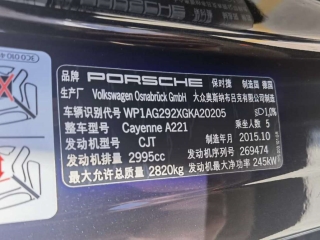 品牌 PORSCHE 保时捷 制造国 德国
生产厂 Volkswagen Osnabrück GmbH 大众奥斯纳布吕克有限公司
车辆识别代号 WP1AG292XGKA20205 1.0%
整车型号 Cayenne A221 乘坐人数 5
发动机型号 CJT 制造年月 2015.10
发动机排量 2995cc 发动机序列号 269474
最大允许总质量 2820kg 发动机最大净功率 245kW